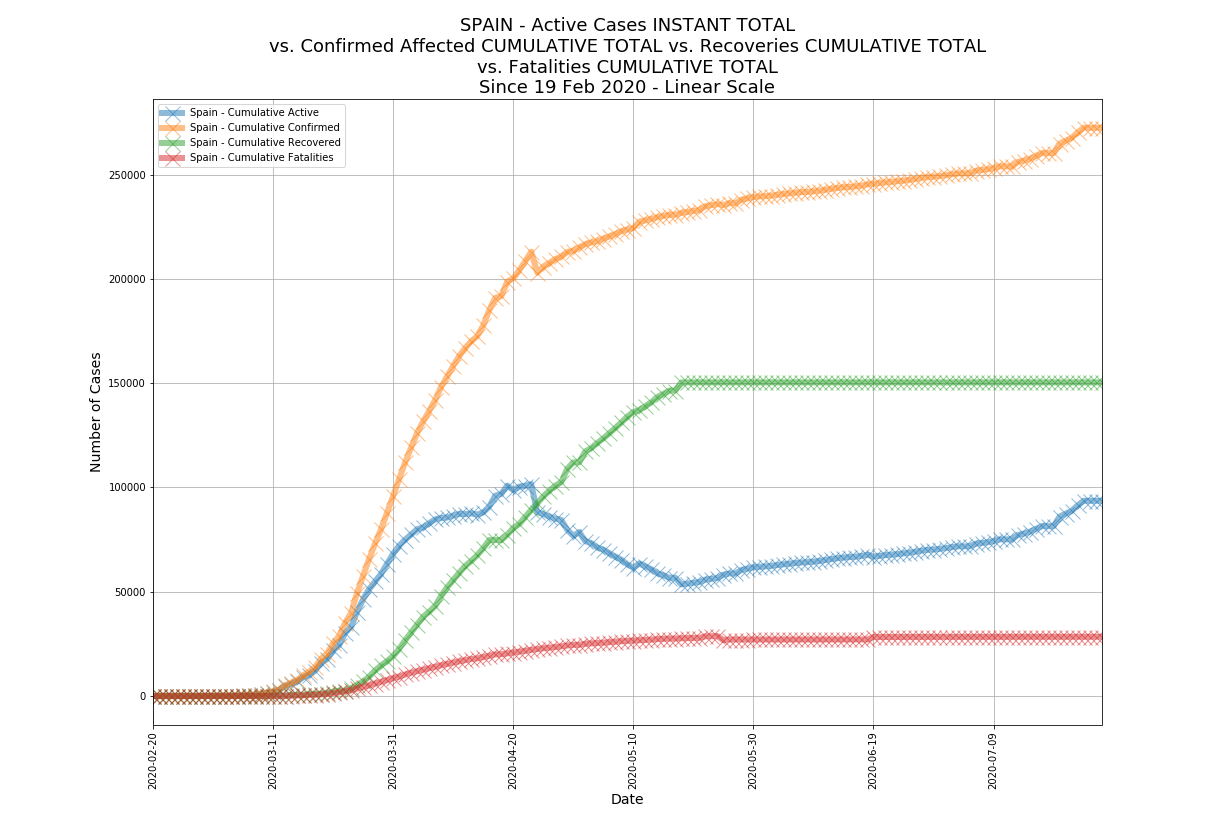 SPAIN - Active Cases INSTANT TOTAL
vs. Confirmed Affected CUMULATIVE TOTAL vs. Recoveries CUMULATIVE TOTAL
vs. Fatalities CUMULATIVE TOTAL
Since 19 Feb 2020 - Linear Scale
Spain - Cumulative Active
Spain - Cumulative Confirmed
Spain - Cumulative Recovered
Spain - Cumulative Fatalities
Number of Cases
250000
200000
150000
100000
50000
0
2020-02-20
2020-03-11
2020-03-31
2020-04-20
2020-05-10
2020-05-30
2020-06-19
2020-07-09
Date